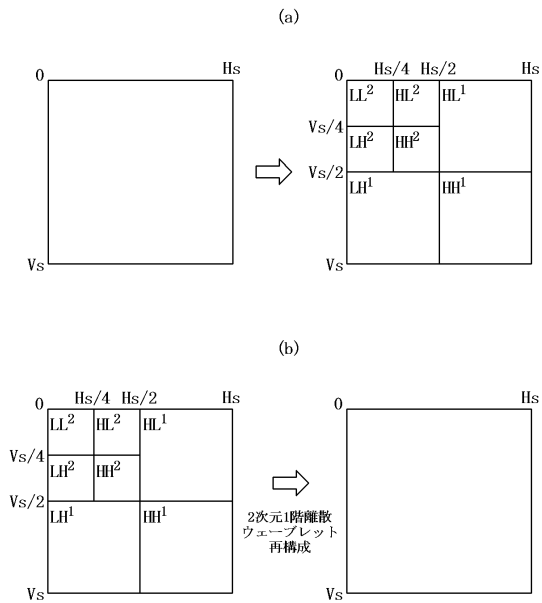 (a)
0
Hs
Vs
0
Hs/4
Hs/2
Hs
LL²
HL²
HL¹
Vs/4
LH²
HH²
Vs/2
LH¹
HH¹
Vs
(b)
0
Hs/4
Hs/2
Hs
LL²
HL²
HL¹
Vs/4
LH²
HH²
Vs/2
LH¹
HH¹
Vs
2次元1階離散
ウェーブレット
再構成
0
Hs
Vs